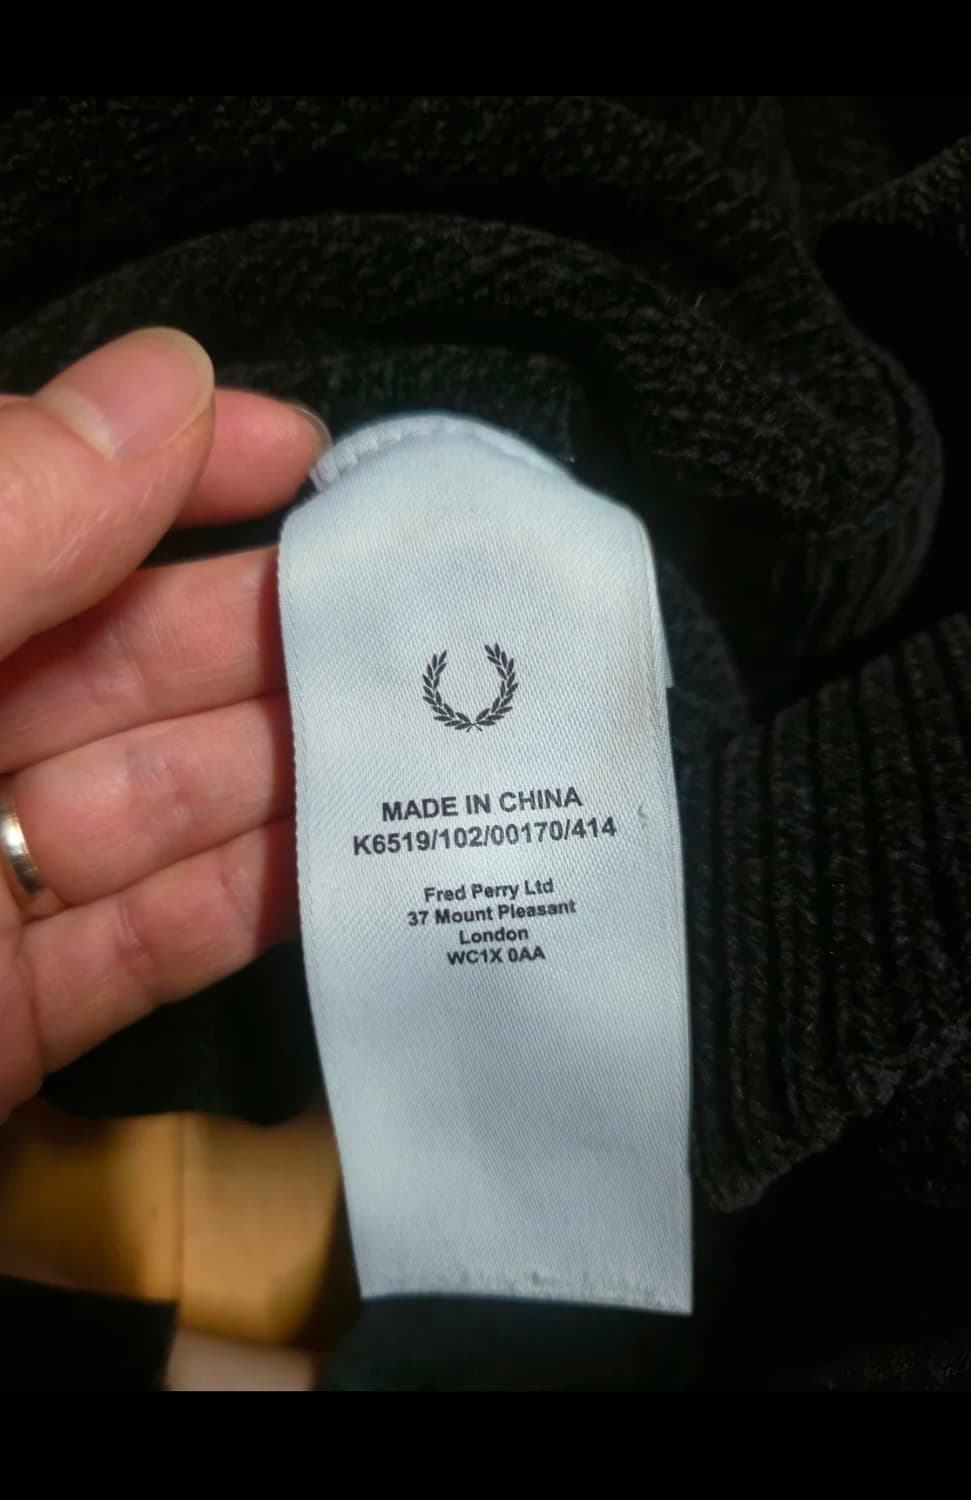 MADE IN CHINA
K6519/102/00170/414
Fred Perry Ltd
37 Mount Pleasant
London
WC1X 0AA